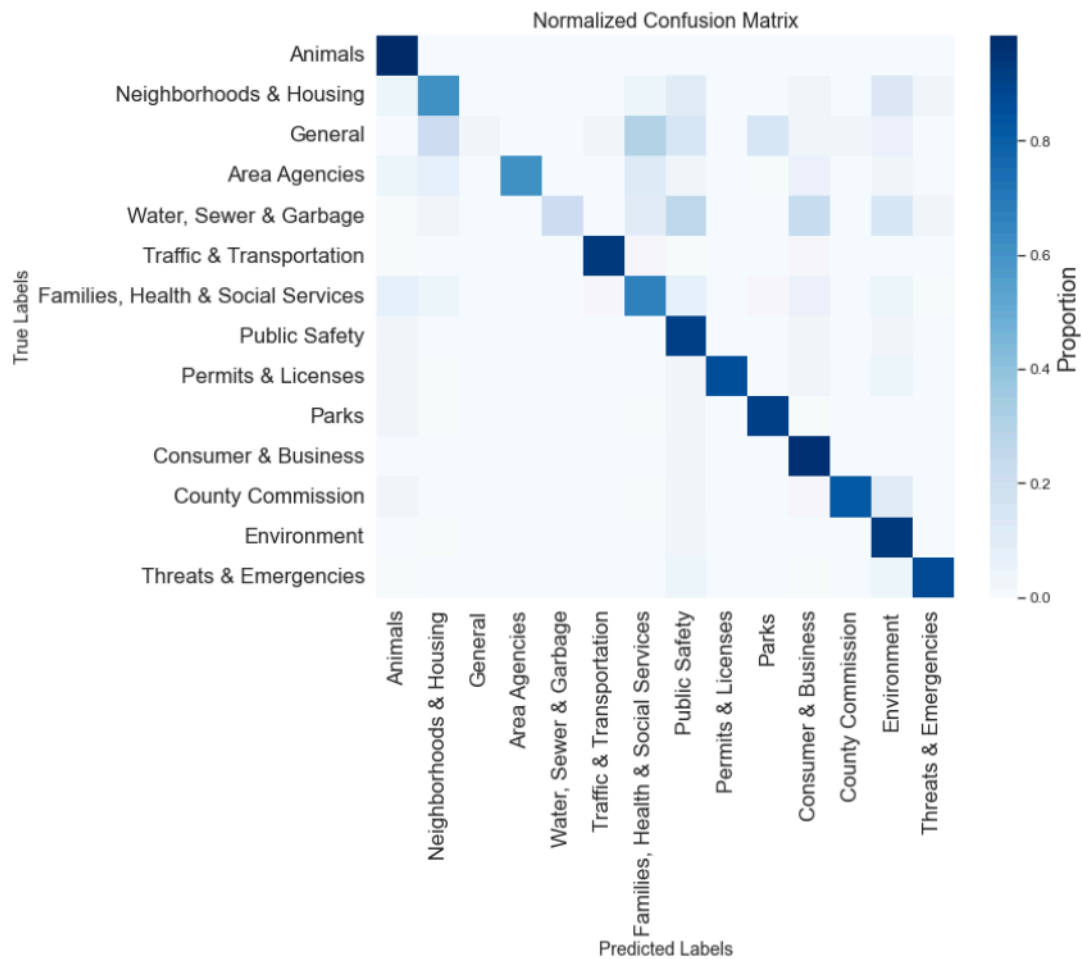 Normalized Confusion Matrix
True Labels
Animals
Neighborhoods & Housing
General
Area Agencies
Water, Sewer & Garbage
Traffic & Transportation
Families, Health & Social Services
Public Safety
Permits & Licenses
Parks
Consumer & Business
County Commission
Environment
Threats & Emergencies
Animals
Neighborhoods & Housing
General
Area Agencies
Water, Sewer & Garbage
Traffic & Transportation
Families, Health & Social Services
Public Safety
Permits & Licenses
Parks
Consumer & Business
County Commission
Environment
Threats & Emergencies
Predicted Labels
0.8
0.6
0.4
0.2
0.0
Proportion